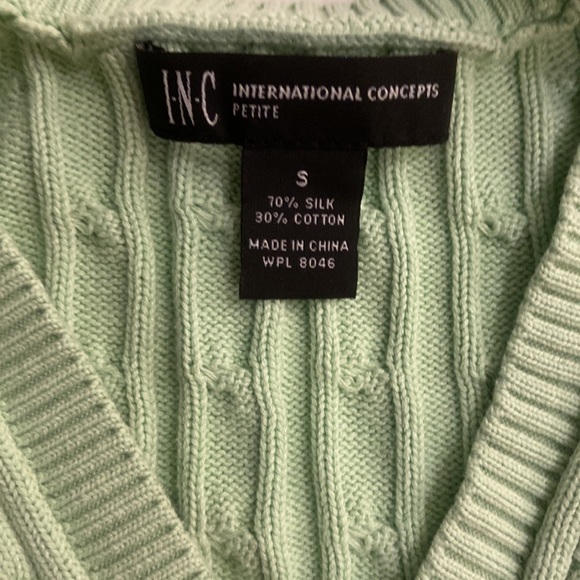 I·N·C INTERNATIONAL CONCEPTS
PETITE
S
70% SILK
30% COTTON
MADE IN CHINA
WPL 8046